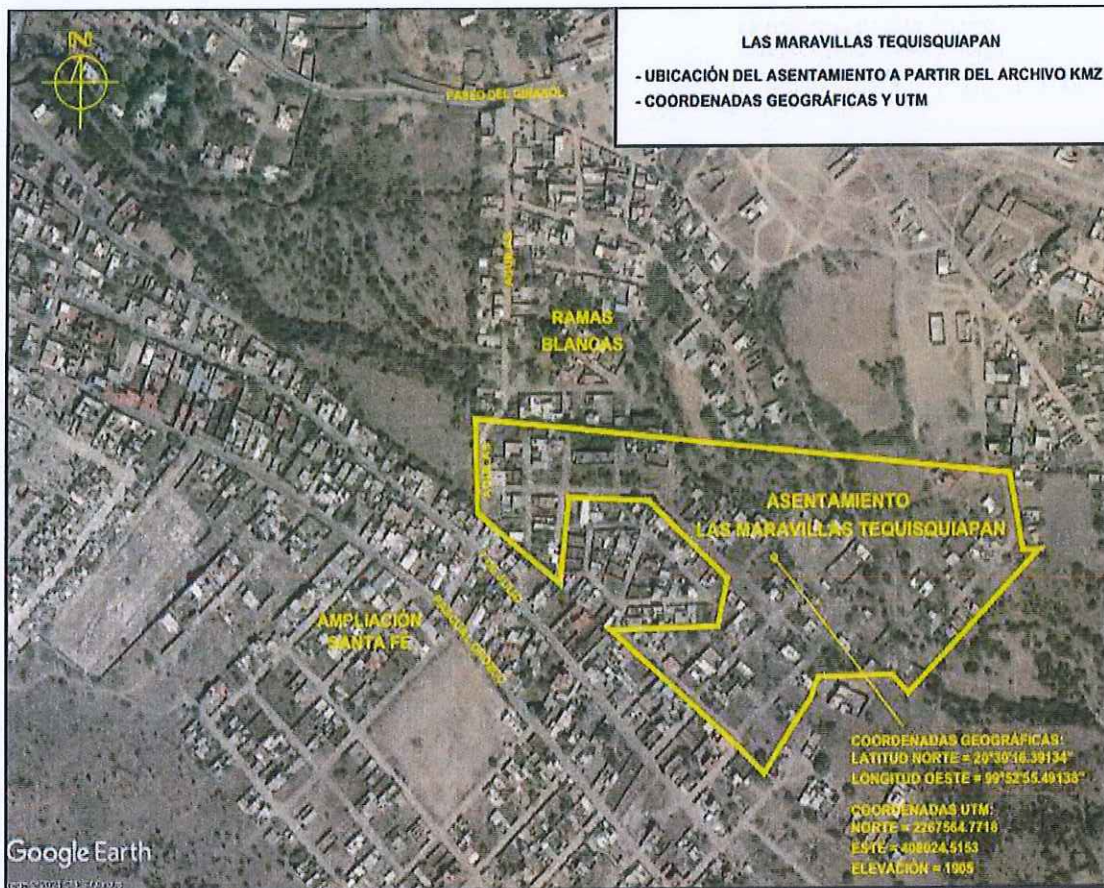 LAS MARAVILLAS TEQUISQUIAPAN
- UBICACIÓN DEL ASENTAMIENTO A PARTIR DEL ARCHIVO KMZ
- COORDENADAS GEOGRÁFICAS Y UTM
N
PASEO DEL GIRASOL
RAMAS
BLANCAS
ASENTAMIENTO
LAS MARAVILLAS TEQUISQUIAPAN
AMPLIACIÓN
SANTA FÉ
COORDENADAS GEOGRÁFICAS:
LATITUD NORTE = 20°30'16.39134"
LONGITUD OESTE = 99°52'55.49138"
COORDENADAS UTM:
NORTE = 2267564.7716
ESTE = 408024.5153
ELEVACIÓN = 1905
Google Earth